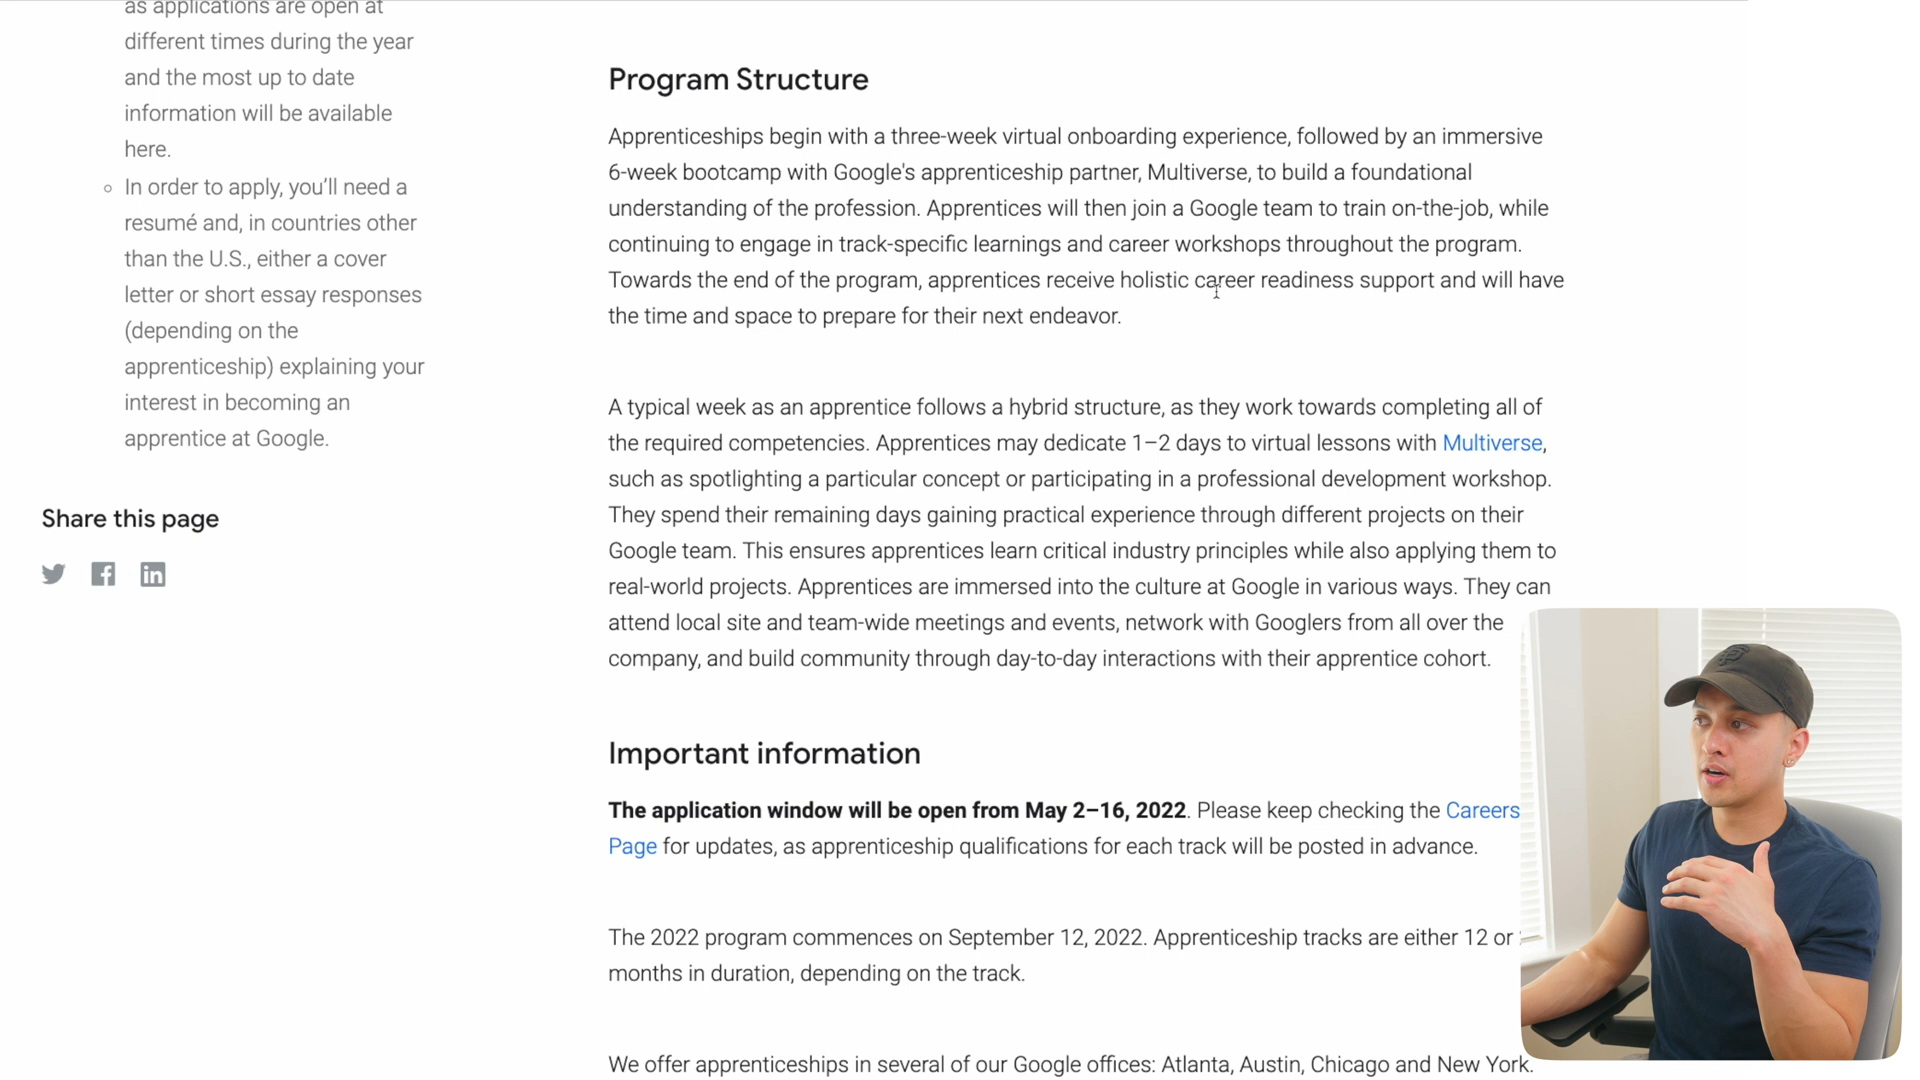 as applications are open at
different times during the year
and the most up to date
information will be available
here.
In order to apply, you’ll need a
resumé and, in countries other
than the U.S., either a cover
letter or short essay responses
(depending on the
apprenticeship) explaining your
interest in becoming an
apprentice at Google.
Share this page
Program Structure
Apprenticeships begin with a three-week virtual onboarding experience, followed by an immersive
6-week bootcamp with Google's apprenticeship partner, Multiverse, to build a foundational
understanding of the profession. Apprentices will then join a Google team to train on-the-job, while
continuing to engage in track-specific learnings and career workshops throughout the program.
Towards the end of the program, apprentices receive holistic career readiness support and will have
the time and space to prepare for their next endeavor.
A typical week as an apprentice follows a hybrid structure, as they work towards completing all of
the required competencies. Apprentices may dedicate 1–2 days to virtual lessons with Multiverse,
such as spotlighting a particular concept or participating in a professional development workshop.
They spend their remaining days gaining practical experience through different projects on their
Google team. This ensures apprentices learn critical industry principles while also applying them to
real-world projects. Apprentices are immersed into the culture at Google in various ways. They can
attend local site and team-wide meetings and events, network with Googlers from all over the
company, and build community through day-to-day interactions with their apprentice cohort.
Important information
The application window will be open from May 2–16, 2022. Please keep checking the Careers
Page for updates, as apprenticeship qualifications for each track will be posted in advance.
The 2022 program commences on September 12, 2022. Apprenticeship tracks are either 12 or
months in duration, depending on the track.
We offer apprenticeships in several of our Google offices: Atlanta, Austin, Chicago and New York.